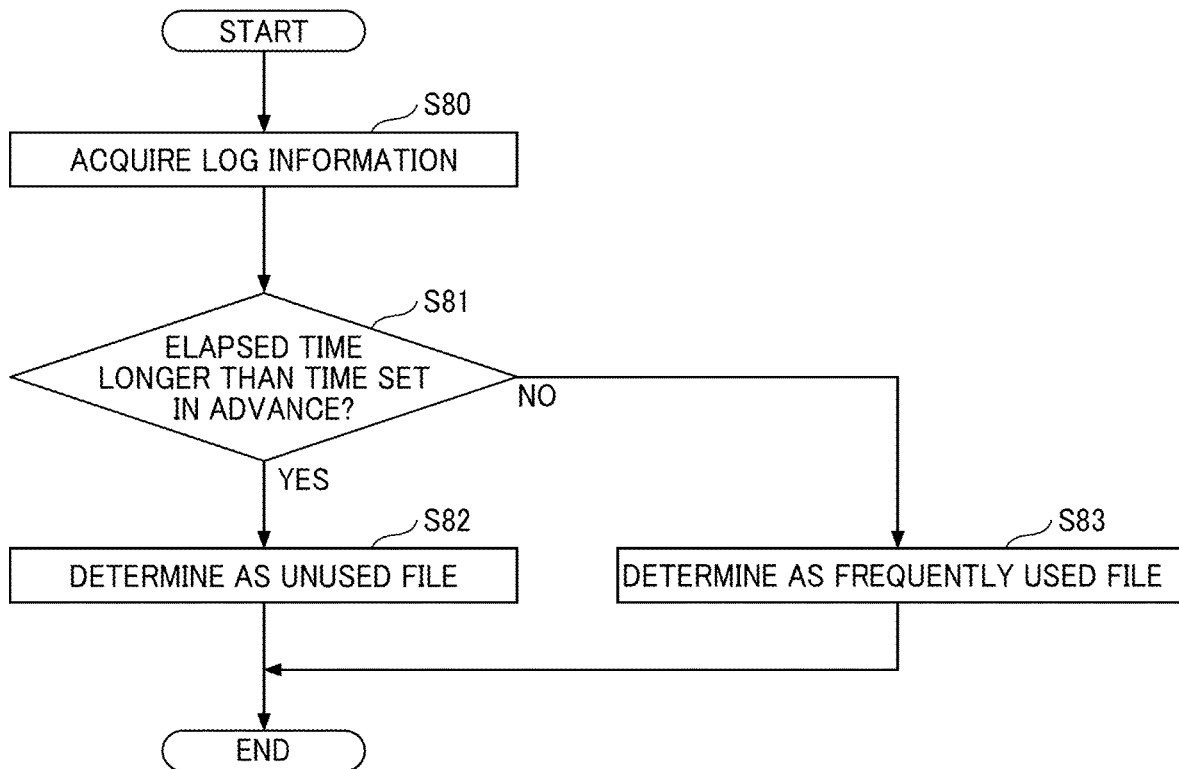 START
S80
ACQUIRE LOG INFORMATION
S81
ELAPSED TIME
LONGER THAN TIME SET
IN ADVANCE?
NO
YES
S82
DETERMINE AS UNUSED FILE
S83
DETERMINE AS FREQUENTLY USED FILE
END